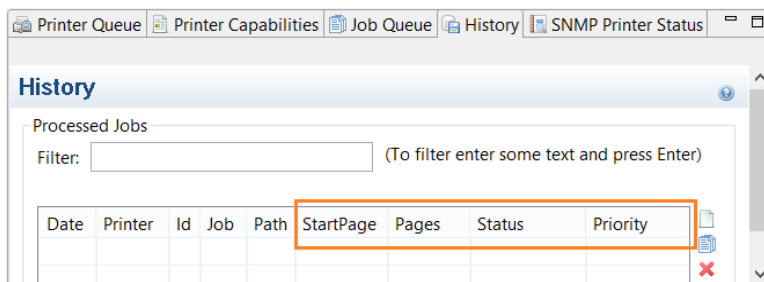 Printer Queue Printer Capabilities Job Queue History SNMP Printer Status
History
Processed Jobs
Filter: (To filter enter some text and press Enter)
Date Printer Id Job Path StartPage Pages Status Priority